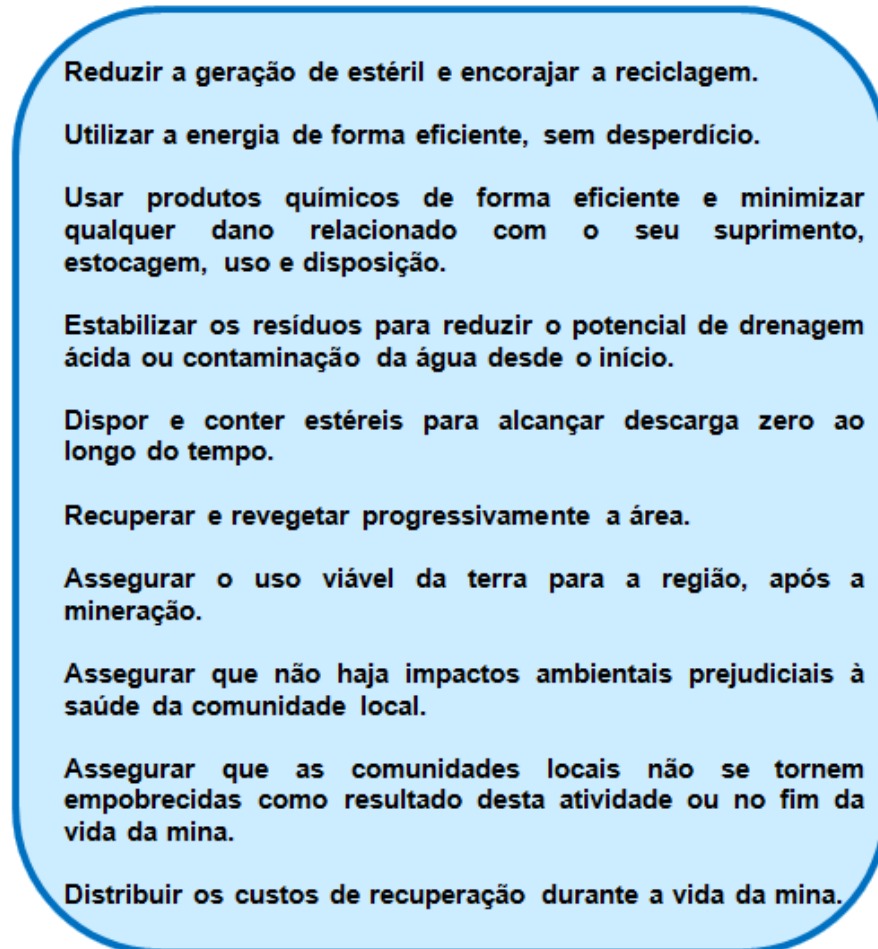 Reduzir a geração de estéril e encorajar a reciclagem.
Utilizar a energia de forma eficiente, sem desperdício.
Usar produtos químicos de forma eficiente e minimizar
qualquer dano relacionado com o seu suprimento,
estocagem, uso e disposição.
Estabilizar os resíduos para reduzir o potencial de drenagem
ácida ou contaminação da água desde o início.
Dispor e conter estéreis para alcançar descarga zero ao
longo do tempo.
Recuperar e revegetar progressivamente a área.
Assegurar o uso viável da terra para a região, após a
mineração.
Assegurar que não haja impactos ambientais prejudiciais à
saúde da comunidade local.
Assegurar que as comunidades locais não se tornem
empobrecidas como resultado desta atividade ou no fim da
vida da mina.
Distribuir os custos de recuperação durante a vida da mina.